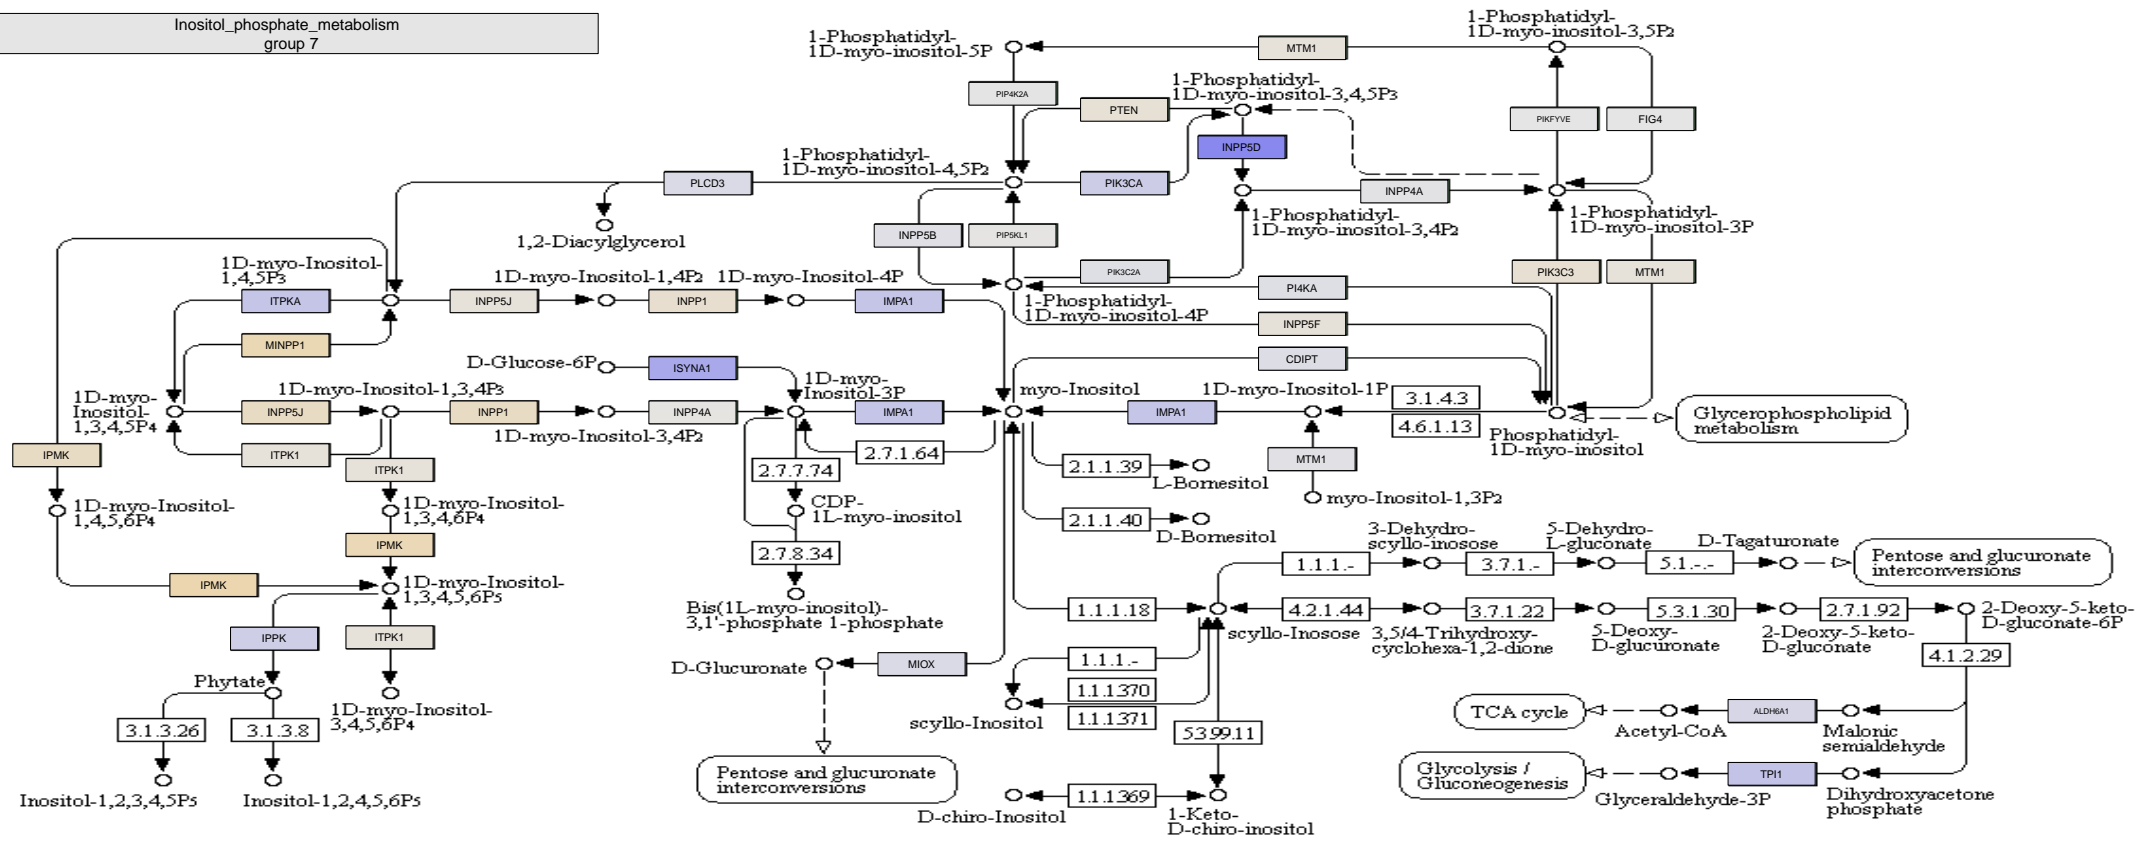 Inositol_phosphate_metabolism
group 7
1-Phosphatidyl-
1D-myo-inositol-5P
MTM1
1-Phosphatidyl-
1D-myo-inositol-3,5P2
PIP4K2A
PTEN
1-Phosphatidyl-
1D-myo-inositol-3,4,5P3
PIKFYVE
FIG4
INPP5D
1-Phosphatidyl-
1D-myo-inositol-4,5P2
PLCD3
PIK3CA
INPP4A
1,2-Diacylglycerol
INPP5B
PIP5KL1
1-Phosphatidyl-
1D-myo-inositol-3,4P2
1-Phosphatidyl-
1D-myo-inositol-3P
1D-myo-Inositol-
1,4,5P3
1D-myo-Inositol-1,4P2
1D-myo-Inositol-4P
PIK3C2A
PIK3C3
MTM1
ITPKA
INPP5J
INPP1
IMPA1
PI4KA
1-Phosphatidyl-
1D-myo-inositol-4P
INPP5F
MINPP1
D-Glucose-6P
ISYNA1
CDIPT
1D-myo-
Inositol-
1,3,4,5P4
1D-myo-Inositol-1,3,4P3
1D-myo-
Inositol-3P
myo-Inositol
1D-myo-Inositol-1P
3.1.4.3
4.6.1.13
INPP5J
INPP1
INPP4A
IMPA1
IMPA1
Glycerophospholipid
metabolism
1D-myo-Inositol-3,4P2
Phosphatidyl-
1D-myo-inositol
IPMK
ITPK1
ITPK1
2.7.1.64
2.7.7.74
2.1.1.39
L-Bornesitol
MTM1
myo-Inositol-1,3P2
1D-myo-Inositol-
1,4,5,6P4
1D-myo-Inositol-
1,3,4,6P4
CDP-
1L-myo-inositol
2.1.1.40
D-Bornesitol
IPMK
2.7.8.34
3-Dehydro-
scyllo-inosose
5-Dehydro-
L-gluconate
D-Tagaturonate
1.1.1.-
3.7.1.-
5.1.-.-
Pentose and glucuronate
interconversions
IPMK
1D-myo-Inositol-
1,3,4,5,6P5
Bis(1L-myo-inositol)-
3,1'-phosphate 1-phosphate
1.1.1.18
4.2.1.44
3.7.1.22
5.3.1.30
2.7.1.92
2-Deoxy-5-keto-
D-gluconate-6P
scyllo-Inosose
3,5/4-Trihydroxy-
cyclohexa-1,2-dione
5-Deoxy-
D-glucuronate
2-Deoxy-5-keto-
D-gluconate
IPPK
ITPK1
4.1.2.29
D-Glucuronate
MIOX
1.1.1.-
Phytate
1.1.1370
1.1.1371
scyllo-Inositol
1D-myo-Inositol-
3,4,5,6P4
3.1.3.26
3.1.3.8
5.3.99.11
TCA cycle
Acetyl-CoA
ALDH6A1
Malonic
semialdehyde
Pentose and glucuronate
interconversions
Glycolysis /
Gluconeogenesis
Glyceraldehyde-3P
TPI1
Dihydroxyacetone
phosphate
Inositol-1,2,3,4,5P5
Inositol-1,2,4,5,6P5
1.1.1369
D-chiro-Inositol
1-Keto-
D-chiro-inositol